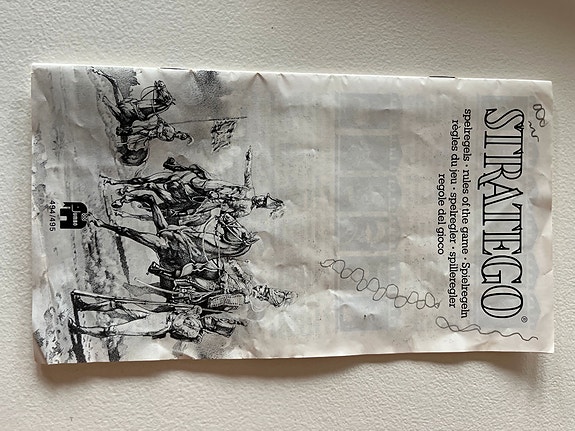 STRATEGO®
spelregels • rules of the game • Spielregeln
règles du jeu • spelregler • spilleregler
regole del gioco
494/495